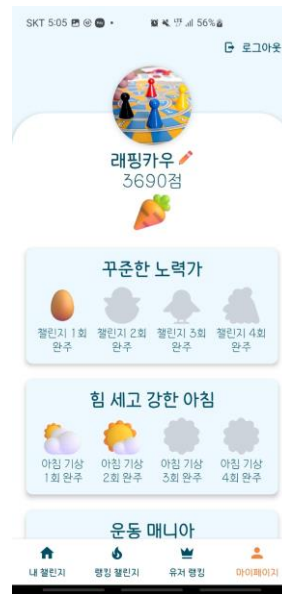 SKT 5:05
56%
로그아웃
래핑카우
3690점
꾸준한 노력가
챌린지 1회 챌린지 2회 챌린지 3회 챌린지 4회
완주 완주 완주 완주
힘 세고 강한 아침
아침 기상 아침 기상 아침 기상 아침 기상
1회 완주 2회 완주 3회 완주 4회 완주
운동 매니아
내 챌린지 랭킹 챌린지 유저 랭킹 마이페이지